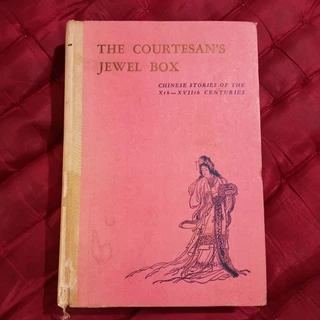 THE COURTESAN'S
JEWEL BOX
CHINESE STORIES OF THE
Xth—XVIIth CENTURIES